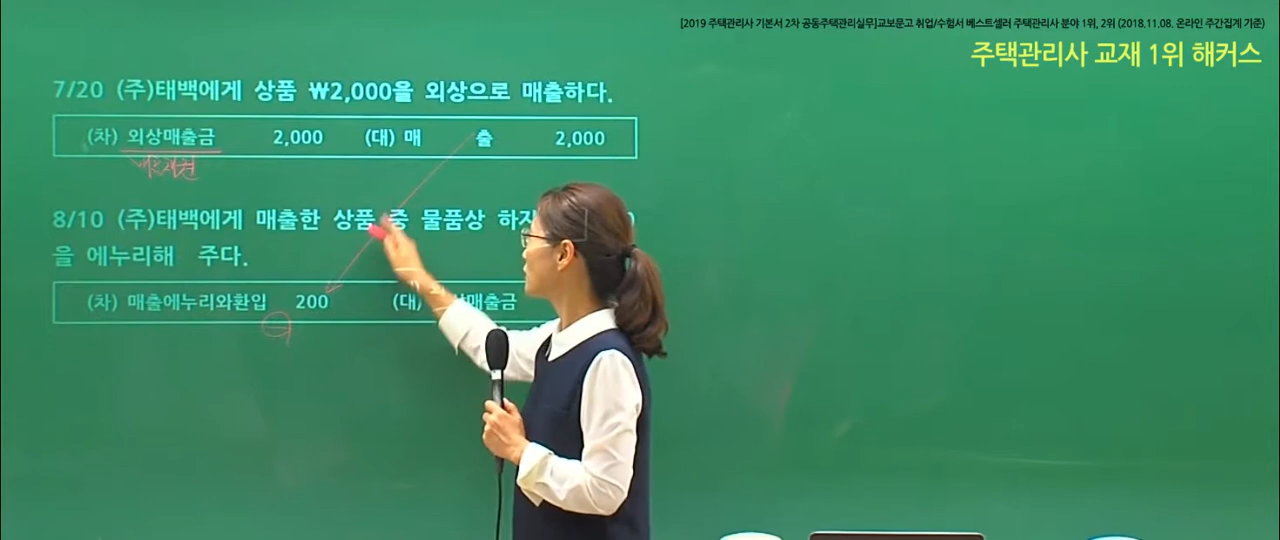 [2019 주택관리사 기본서 2차 공동주택관리실무]교보문고 취업/수험서 베스트셀러 주택관리사 분야 1위, 2위 (2018.11.08. 온라인 주간집계 기준)
주택관리사 교재 1위 해커스
7/20 (주)태백에게 상품 ₩2,000을 외상으로 매출하다.
(차) 외상매출금 2,000 (대) 매 출 2,000
8/10 (주)태백에게 매출한 상품 중 물품상
을 에누리해 주다.
(차) 매출에누리와환입 200 (대) 매출금